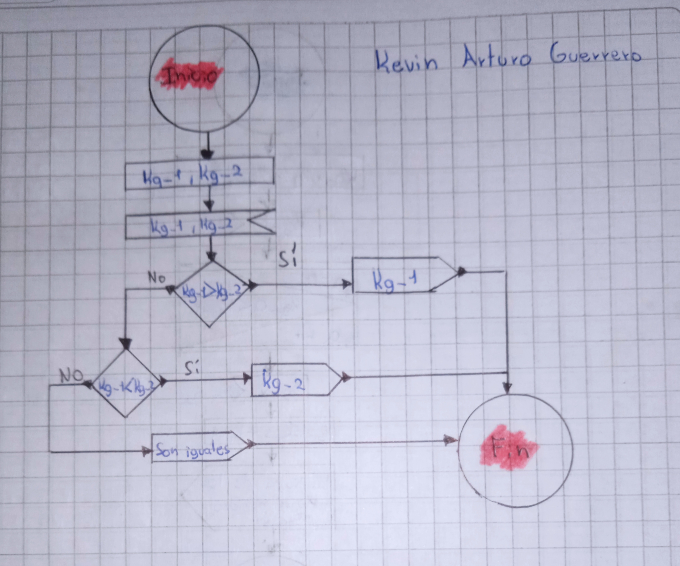 Kevin Arturo Guerrero
Inicio
kg-1, kg-2
kg-1, kg-2
Sí
No
kg-1>kg-2
kg-1
NO
kg-1<kg-2
Sí
kg-2
Son iguales
Fin